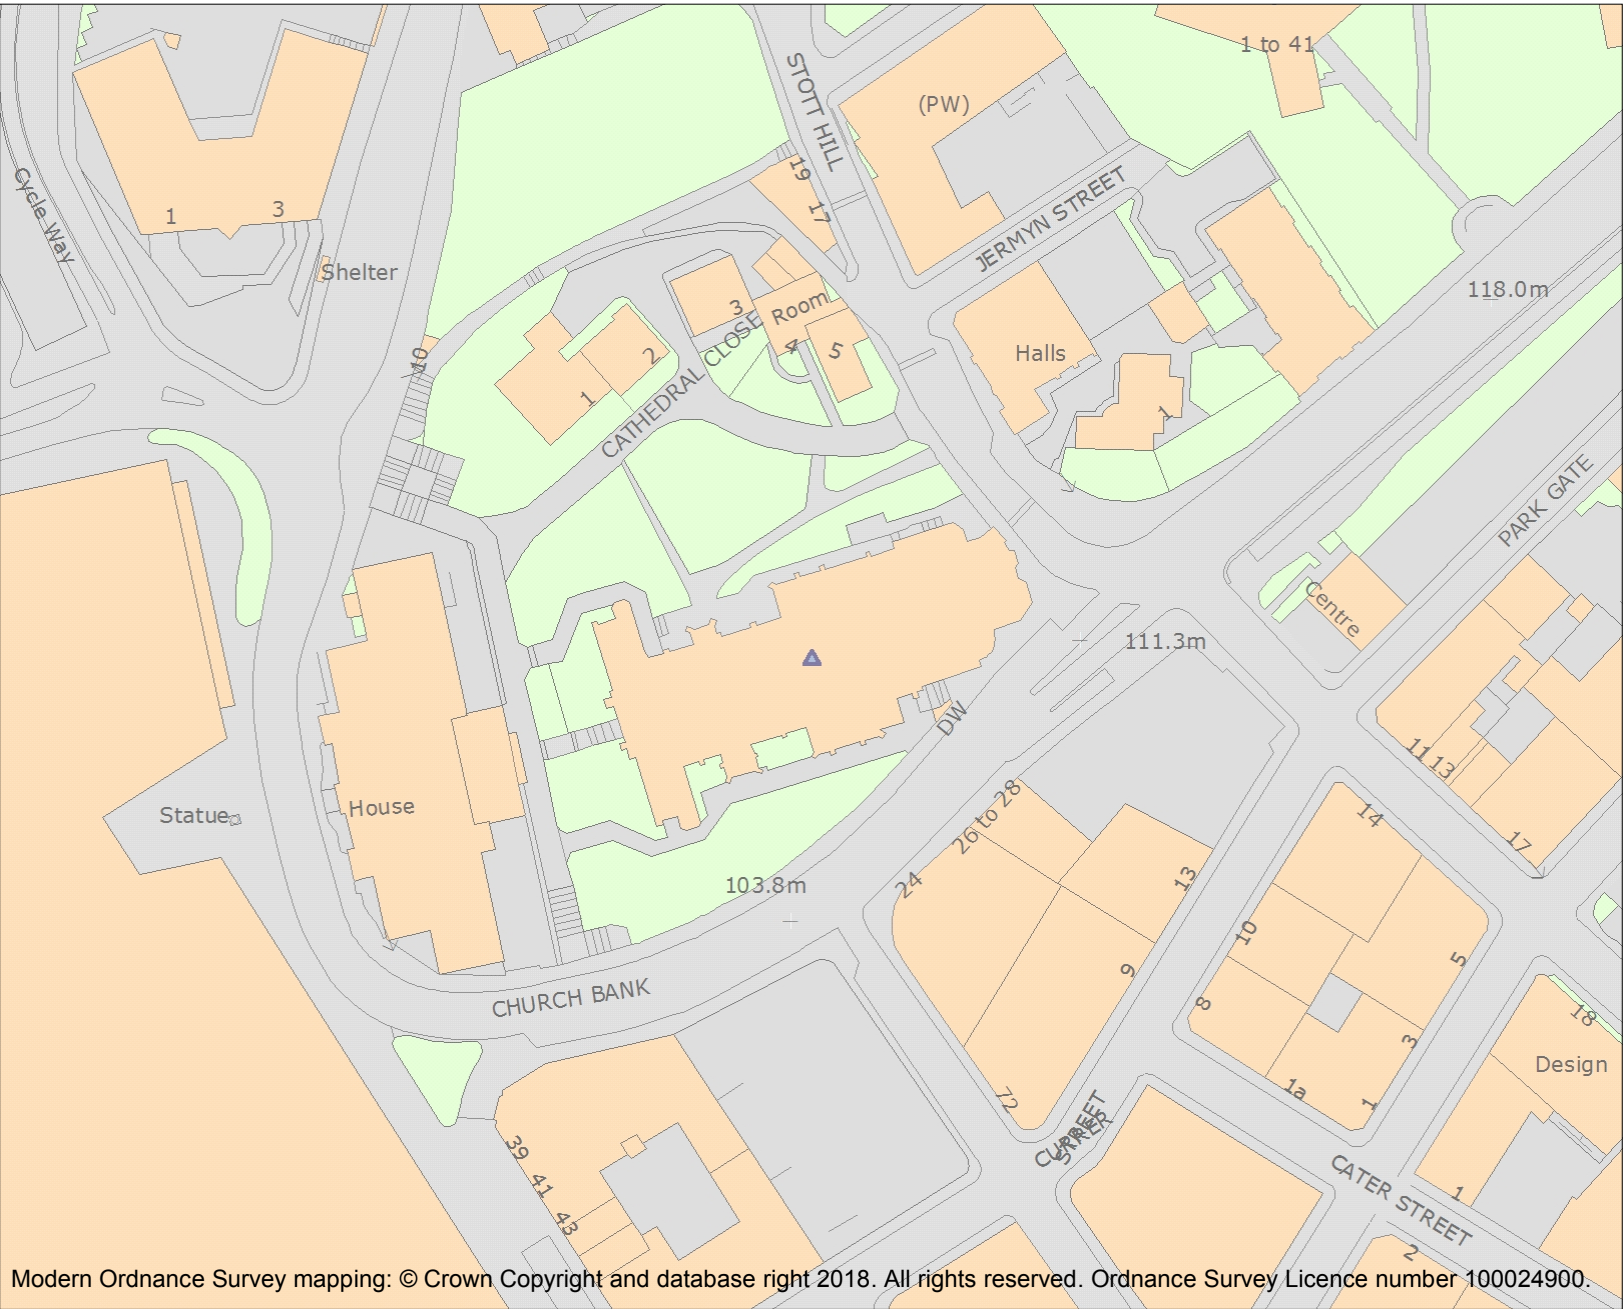 1 to 41
STOTT HILL
(PW)
19
17
Cycle Way
1
3
JERMYN STREET
Shelter
118.0m
3
Room
4
5
10
Halls
2
1
1
CATHEDRAL CLOSE
PARK GATE
Centre
111.3m
DW
11 13
House
Statue
26 to 28
14
17
24
103.8m
13
10
5
9
8
CHURCH BANK
18
3
Design
72
1a
1
CURRER
STREET
39
41
43
CATER STREET
1
2
Modern Ordnance Survey mapping: © Crown Copyright and database right 2018. All rights reserved. Ordnance Survey Licence number 100024900.